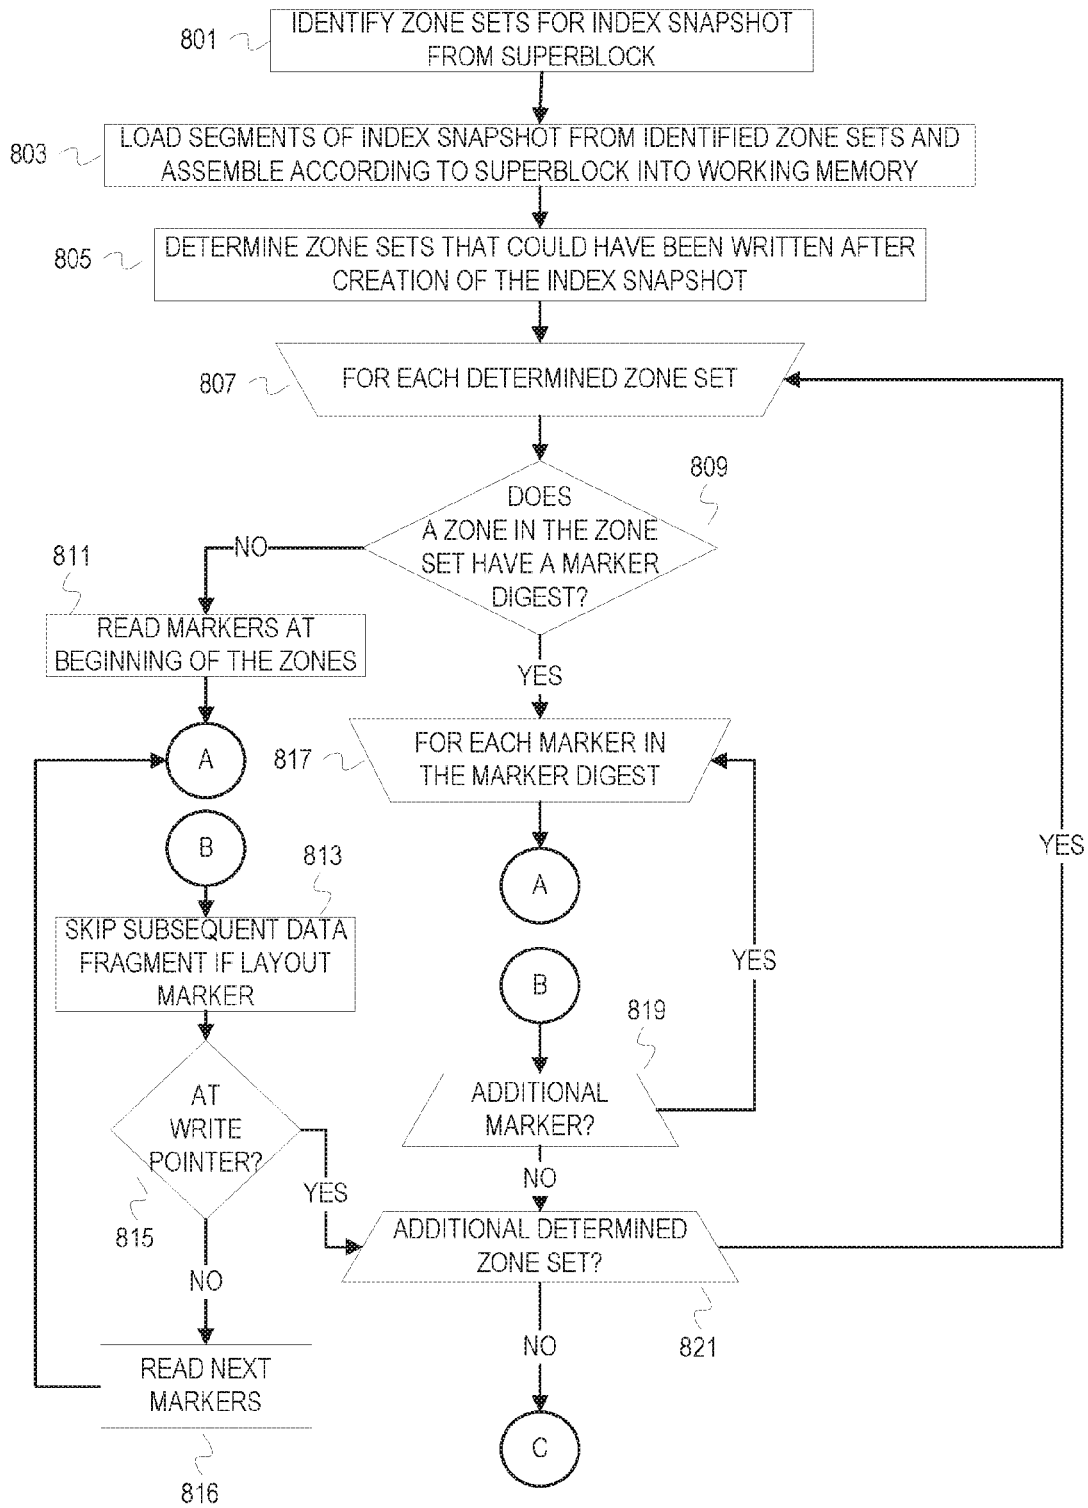 801
IDENTIFY ZONE SETS FOR INDEX SNAPSHOT
FROM SUPERBLOCK
803
LOAD SEGMENTS OF INDEX SNAPSHOT FROM IDENTIFIED ZONE SETS AND
ASSEMBLE ACCORDING TO SUPERBLOCK INTO WORKING MEMORY
805
DETERMINE ZONE SETS THAT COULD HAVE BEEN WRITTEN AFTER
CREATION OF THE INDEX SNAPSHOT
807
FOR EACH DETERMINED ZONE SET
809
DOES
A ZONE IN THE ZONE
SET HAVE A MARKER
DIGEST?
NO
YES
811
READ MARKERS AT
BEGINNING OF THE ZONES
A
B
813
SKIP SUBSEQUENT DATA
FRAGMENT IF LAYOUT
MARKER
AT
WRITE
POINTER?
815
YES
NO
READ NEXT
MARKERS
816
817
FOR EACH MARKER IN
THE MARKER DIGEST
A
B
819
ADDITIONAL
MARKER?
YES
NO
ADDITIONAL DETERMINED
ZONE SET?
821
YES
NO
C